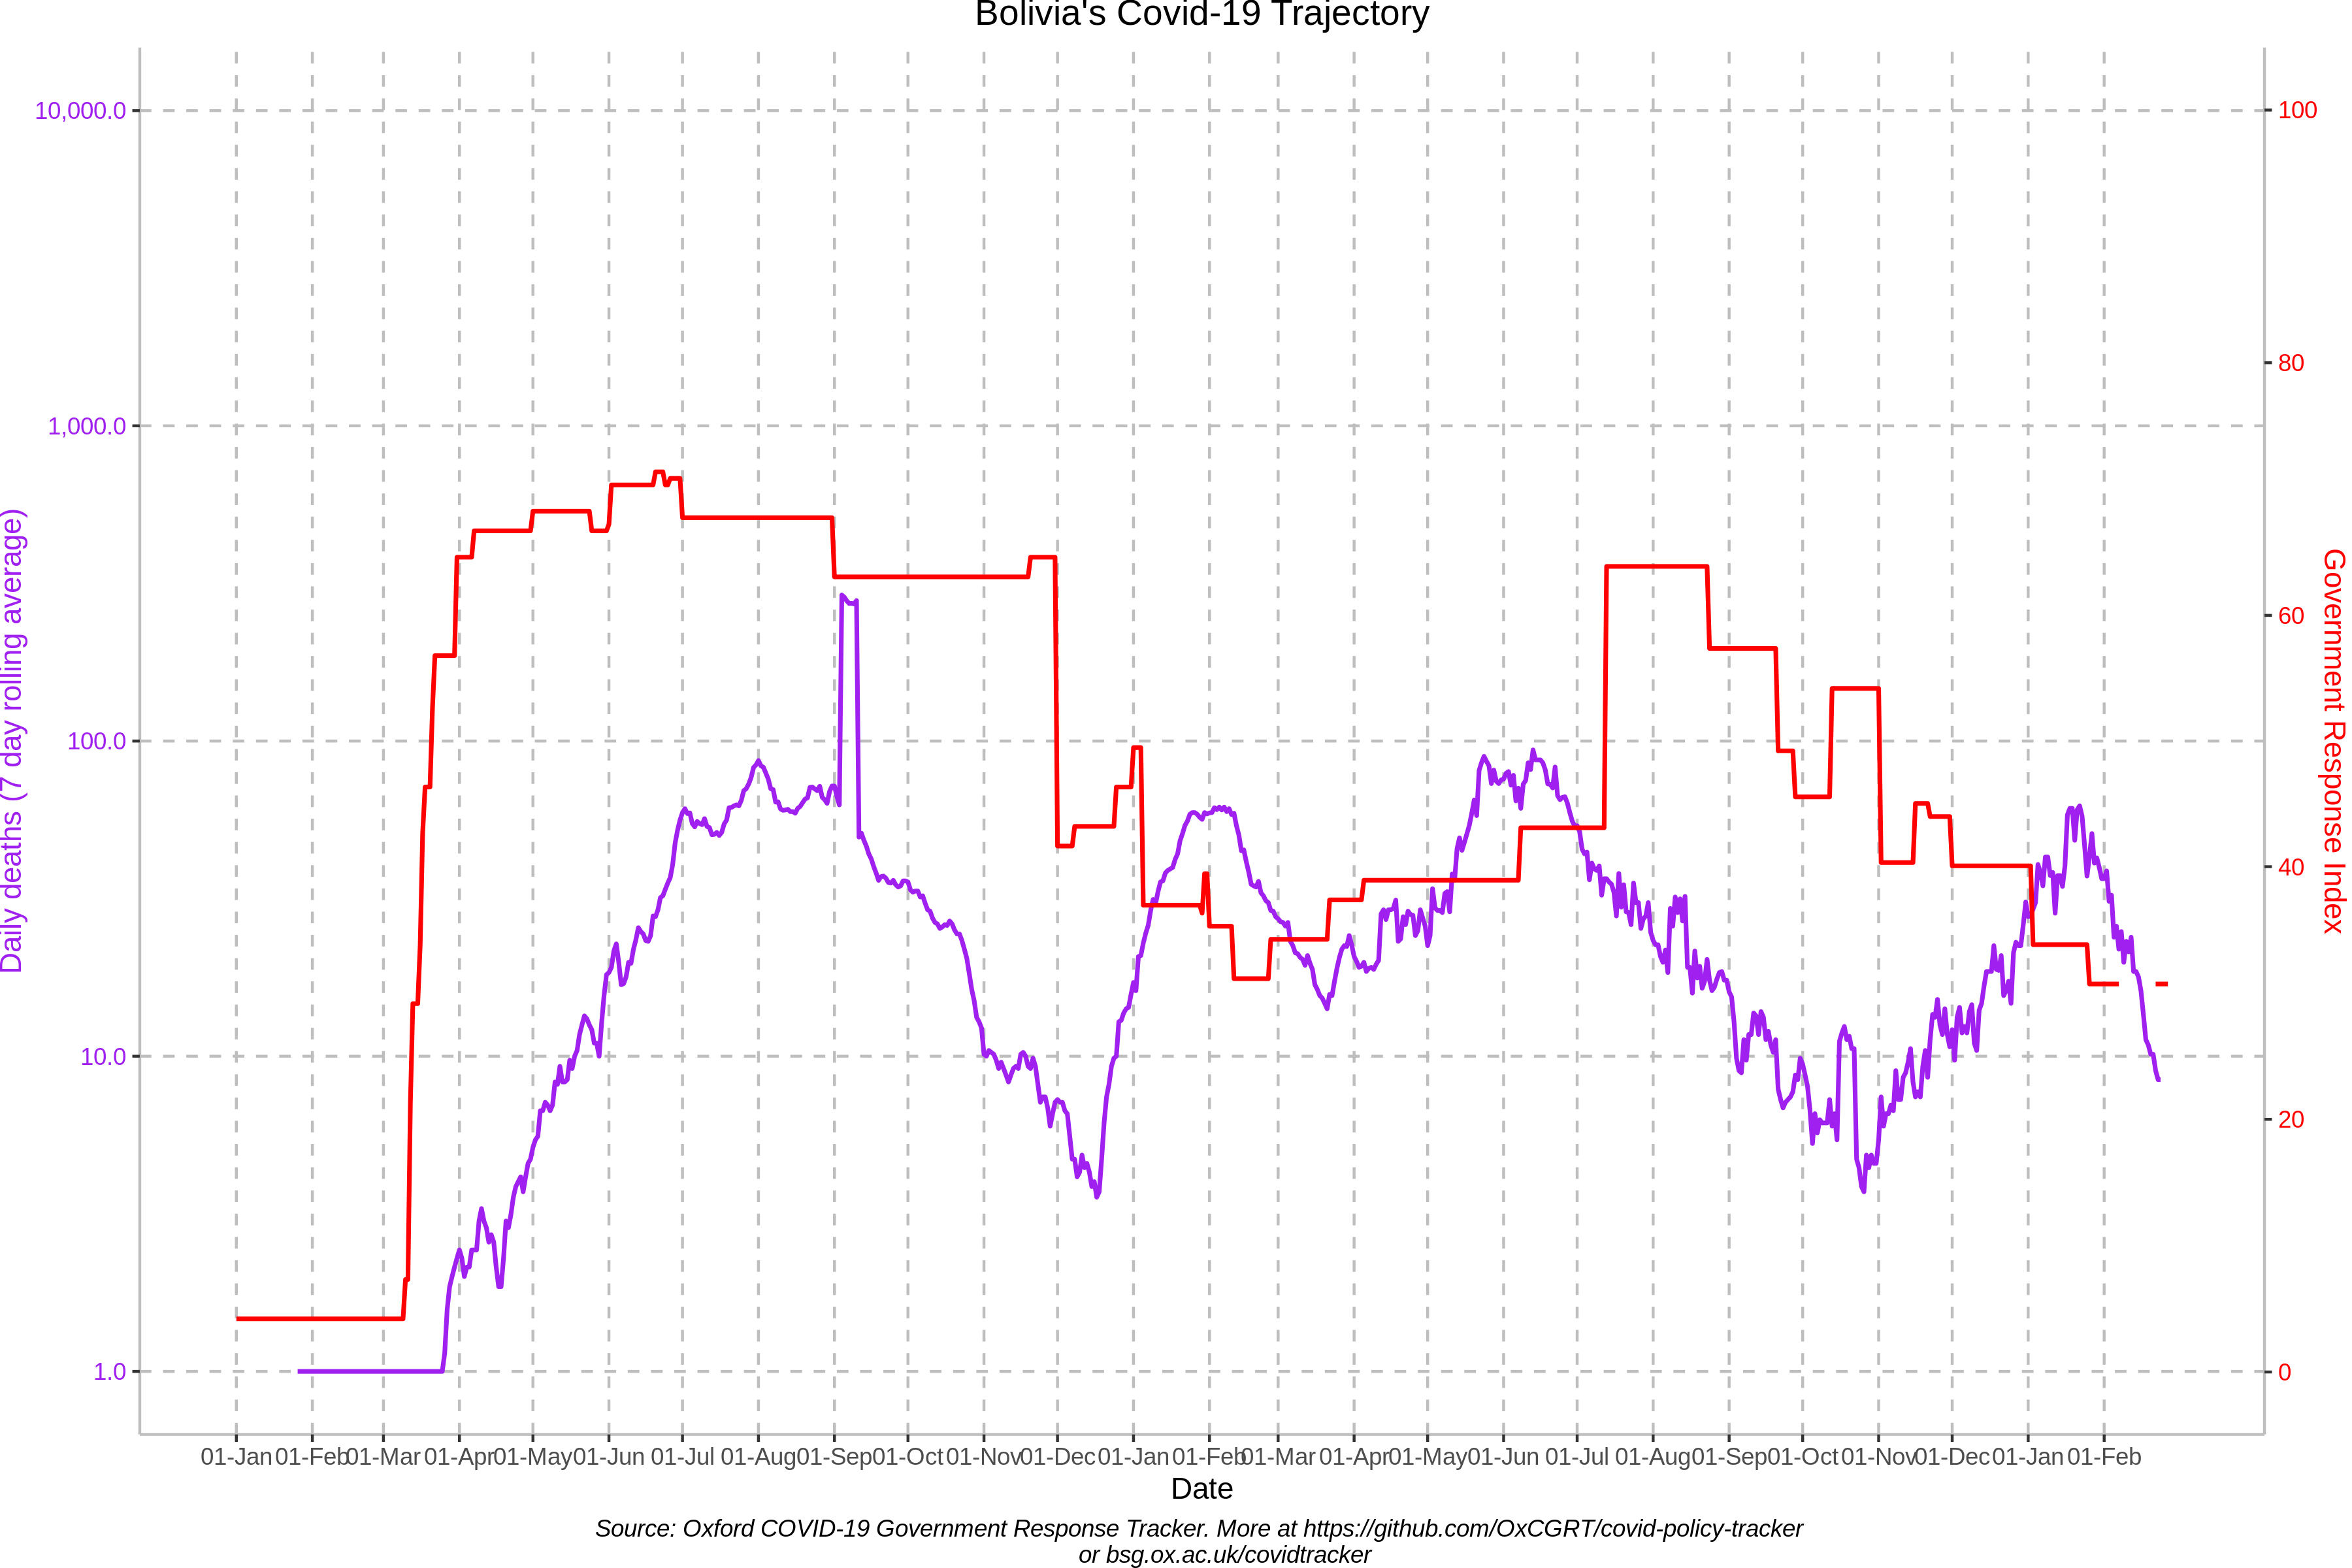 Bolivia's Covid-19 Trajectory
10,000.0
1,000.0
100.0
10.0
1.0
Daily deaths (7 day rolling average)
100
80
60
40
20
0
Government Response Index
01-Jan 01-Feb 01-Mar 01-Apr 01-May 01-Jun 01-Jul 01-Aug 01-Sep 01-Oct 01-Nov 01-Dec 01-Jan 01-Feb 01-Mar 01-Apr 01-May 01-Jun 01-Jul 01-Aug 01-Sep 01-Oct 01-Nov 01-Dec 01-Jan 01-Feb
Date
Source: Oxford COVID-19 Government Response Tracker. More at https://github.com/OxCGRT/covid-policy-tracker
or bsg.ox.ac.uk/covidtracker